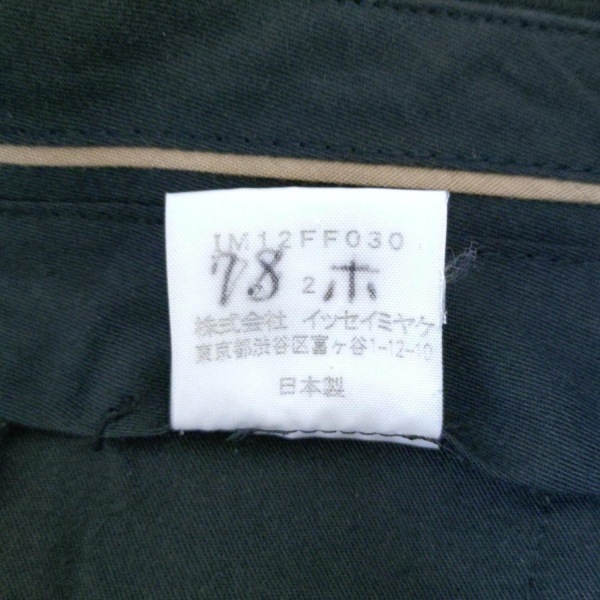 IM12FF030
78 2 ホ
株式会社 イッセイミヤケ
東京都渋谷区富ヶ谷1-12-10
日本製